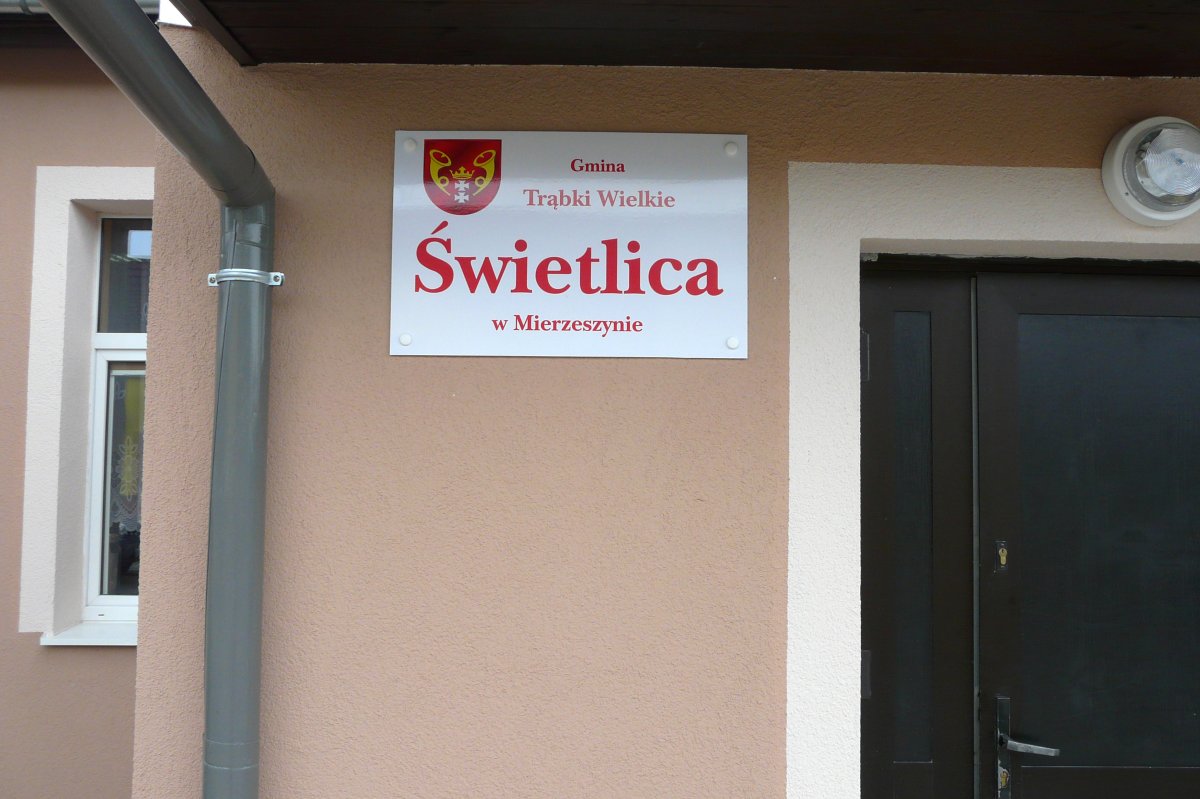 Gmina
Trąbki Wielkie
Świetlica
w Mierzeszynie